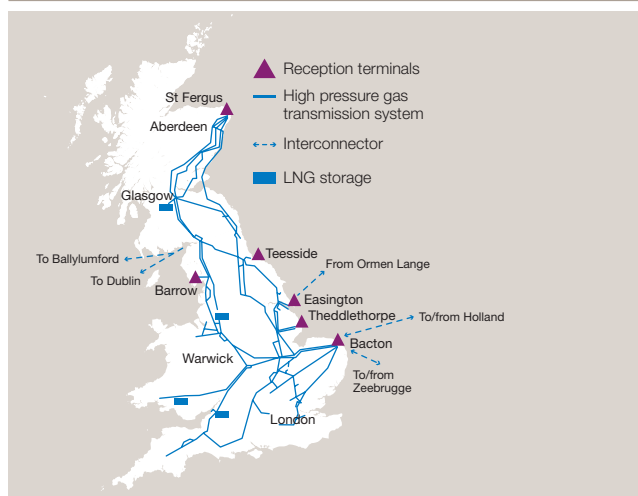 Reception terminals
High pressure gas
transmission system
Interconnector
LNG storage
St Fergus
Aberdeen
Glasgow
To Ballylumford
To Dublin
Barrow
Teesside
From Ormen Lange
Easington
Theddlethorpe
To/from Holland
Bacton
Warwick
To/from
Zeebrugge
London